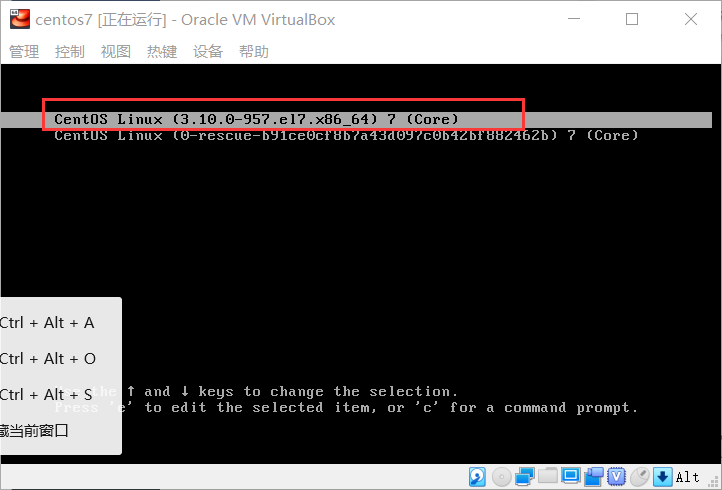 centos7 [正在运行] - Oracle VM VirtualBox
管理 控制 视图 热键 设备 帮助
CentOS Linux (3.10.0-957.el7.x86_64) 7 (Core)
CentOS Linux (0-rescue-b91ce0cf8b7a43d097c0b42bf882462b) 7 (Core)
Ctrl + Alt + A
Ctrl + Alt + O
Ctrl + Alt + S
藏当前窗口
the ↑ and ↓ keys to change the selection.
Press 'e' to edit the selected item, or 'c' for a command prompt.
Alt